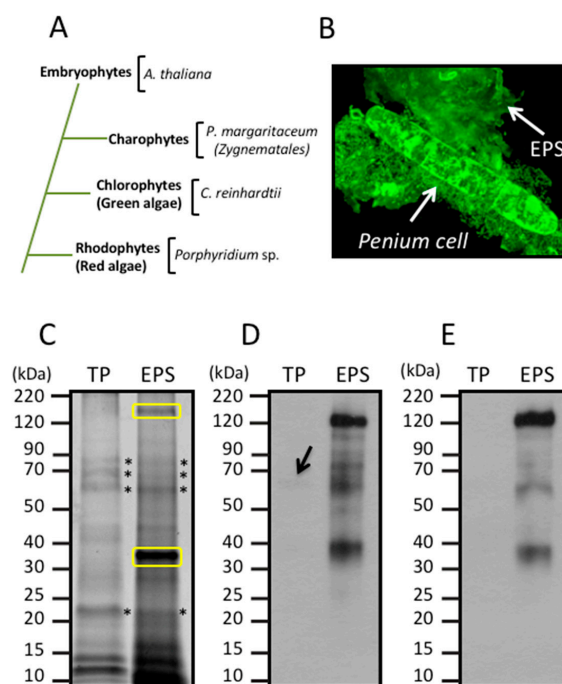 A
Embryophytes
A. thaliana
Charophytes
P. margaritaceum
(Zygnematales)
Chlorophytes
(Green algae)
C. reinhardtii
Rhodophytes
(Red algae)
Porphyridium sp.
B
EPS
Penium cell
C
(kDa) TP EPS
220
120
90
70
50
40
30
20
15
10
*
*
*
*
*
*
*
*
D
(kDa) TP EPS
220
120
90
70
50
40
30
20
15
10
E
(kDa) TP EPS
220
120
90
70
50
40
30
20
15
10